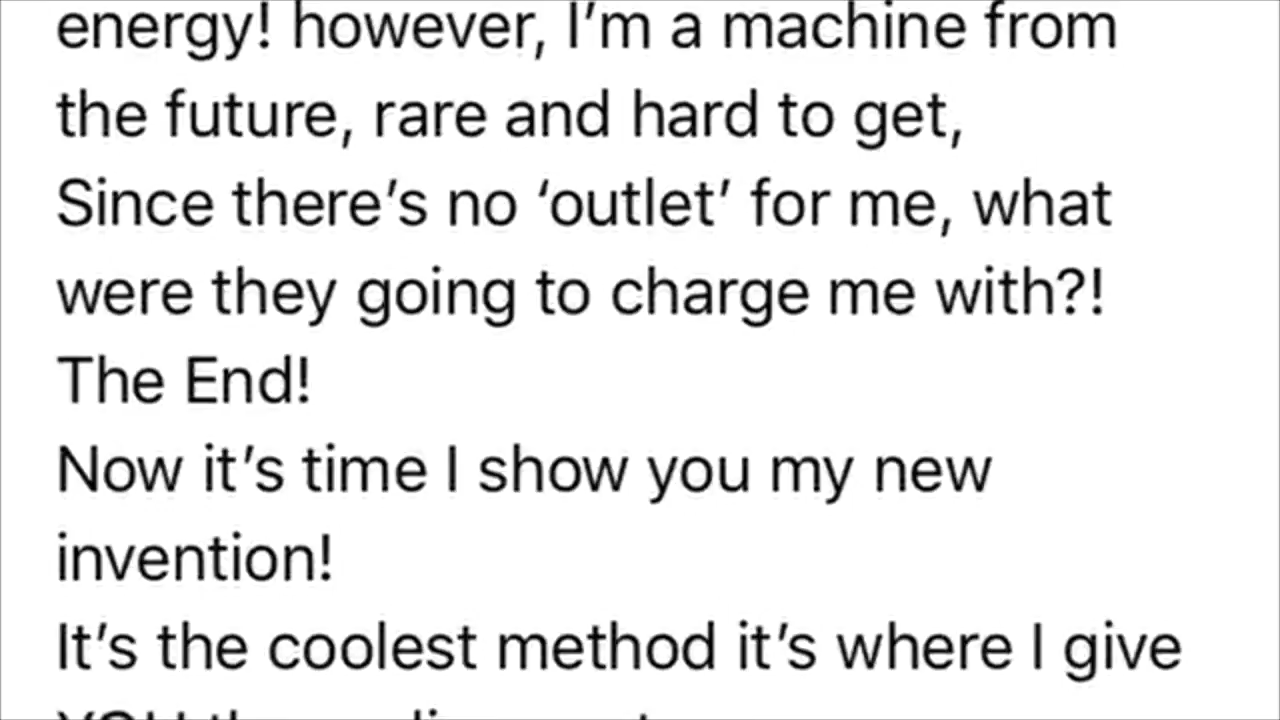 energy! however, I’m a machine from
the future, rare and hard to get,
Since there’s no ‘outlet’ for me, what
were they going to charge me with?!
The End!
Now it’s time I show you my new
invention!
It’s the coolest method it’s where I give
YOU the